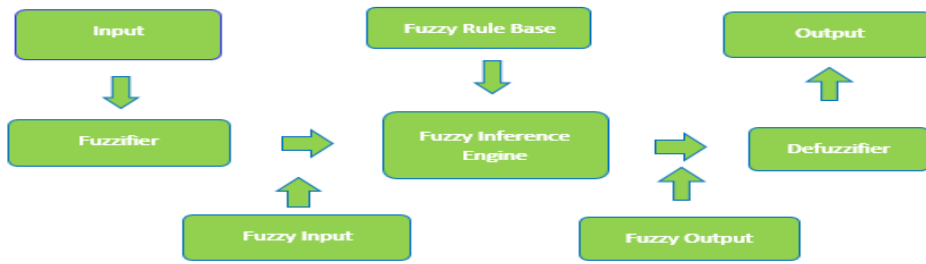 Input
Fuzzy Rule Base
Output
Fuzzifier
Fuzzy Inference
Engine
Defuzzifier
Fuzzy Input
Fuzzy Output